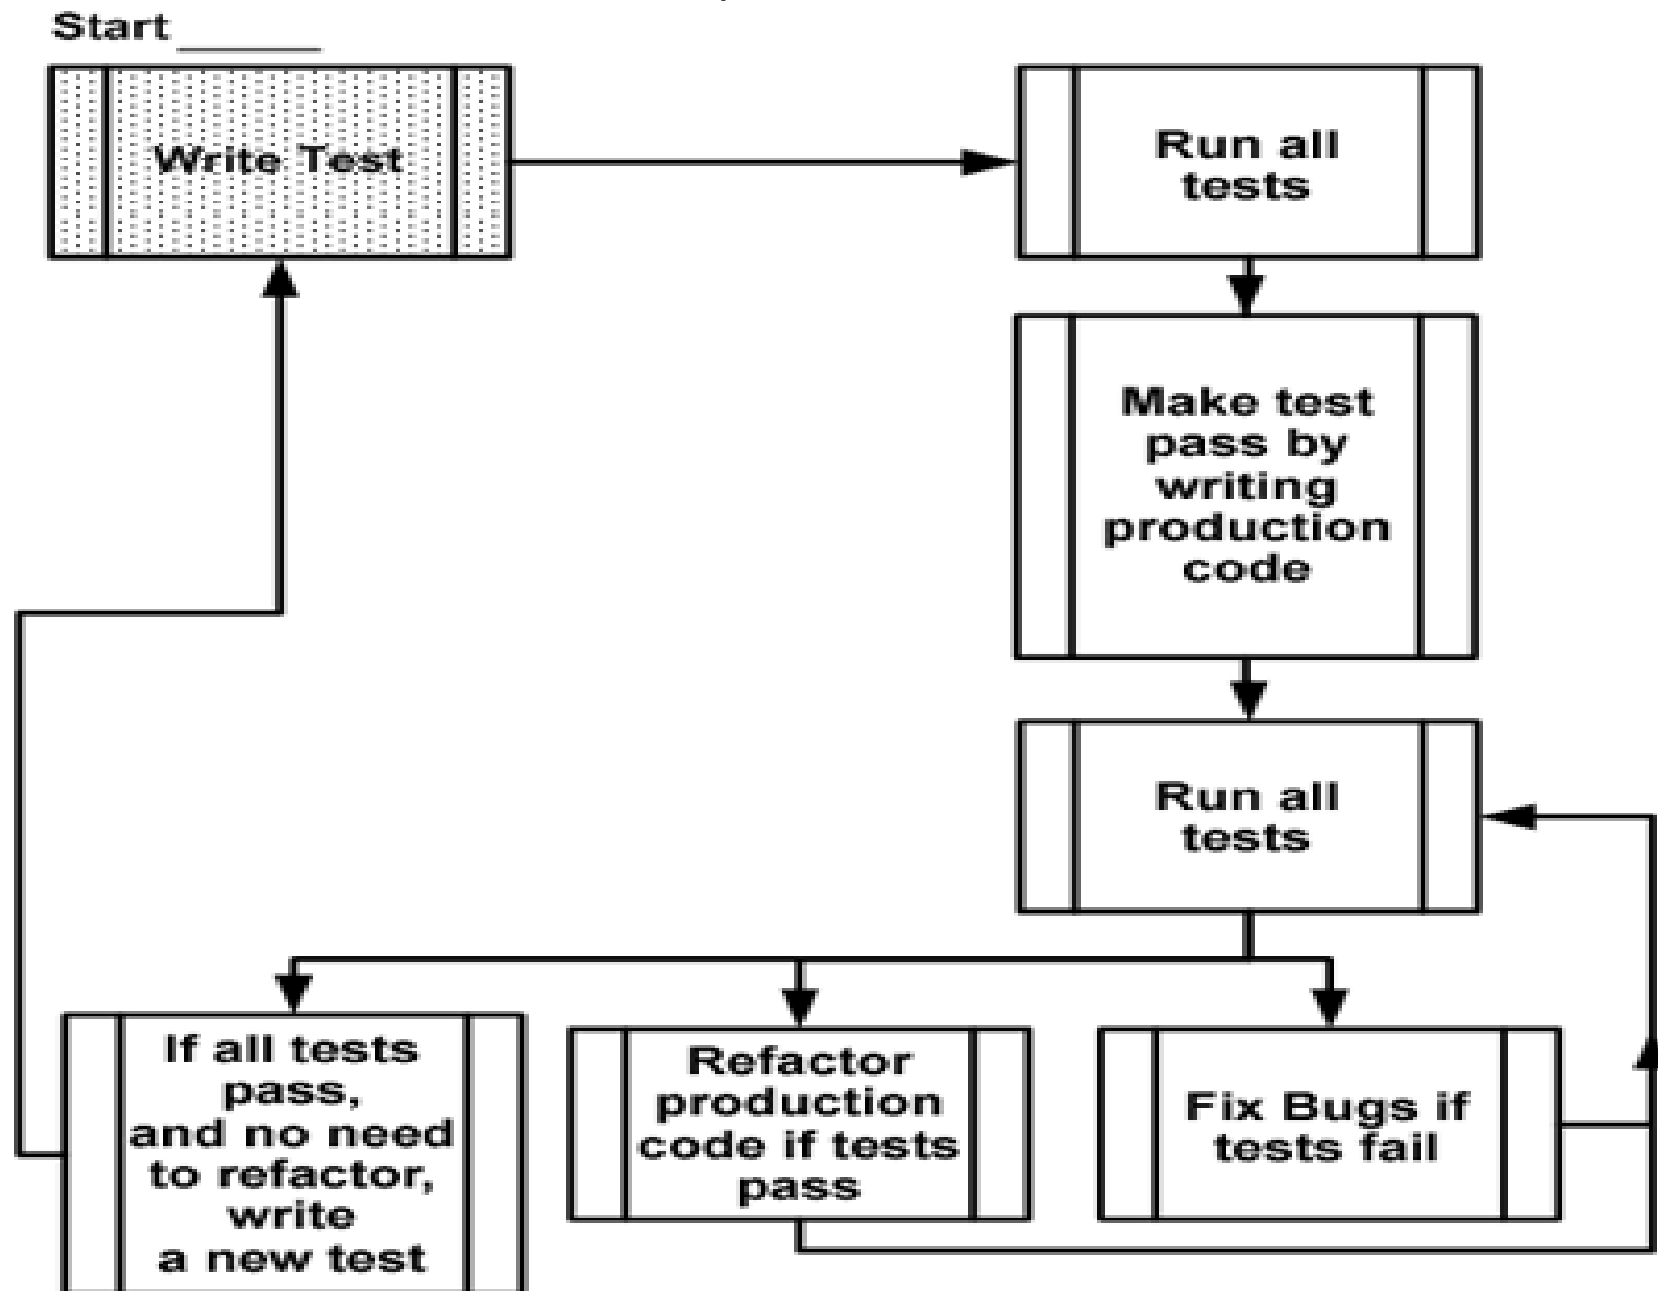 Start
Write Test
Run all
tests
Make test
pass by
writing
production
code
Run all
tests
If all tests
pass,
and no need
to refactor,
write
a new test
Refactor
production
code if tests
pass
Fix Bugs if
tests fail